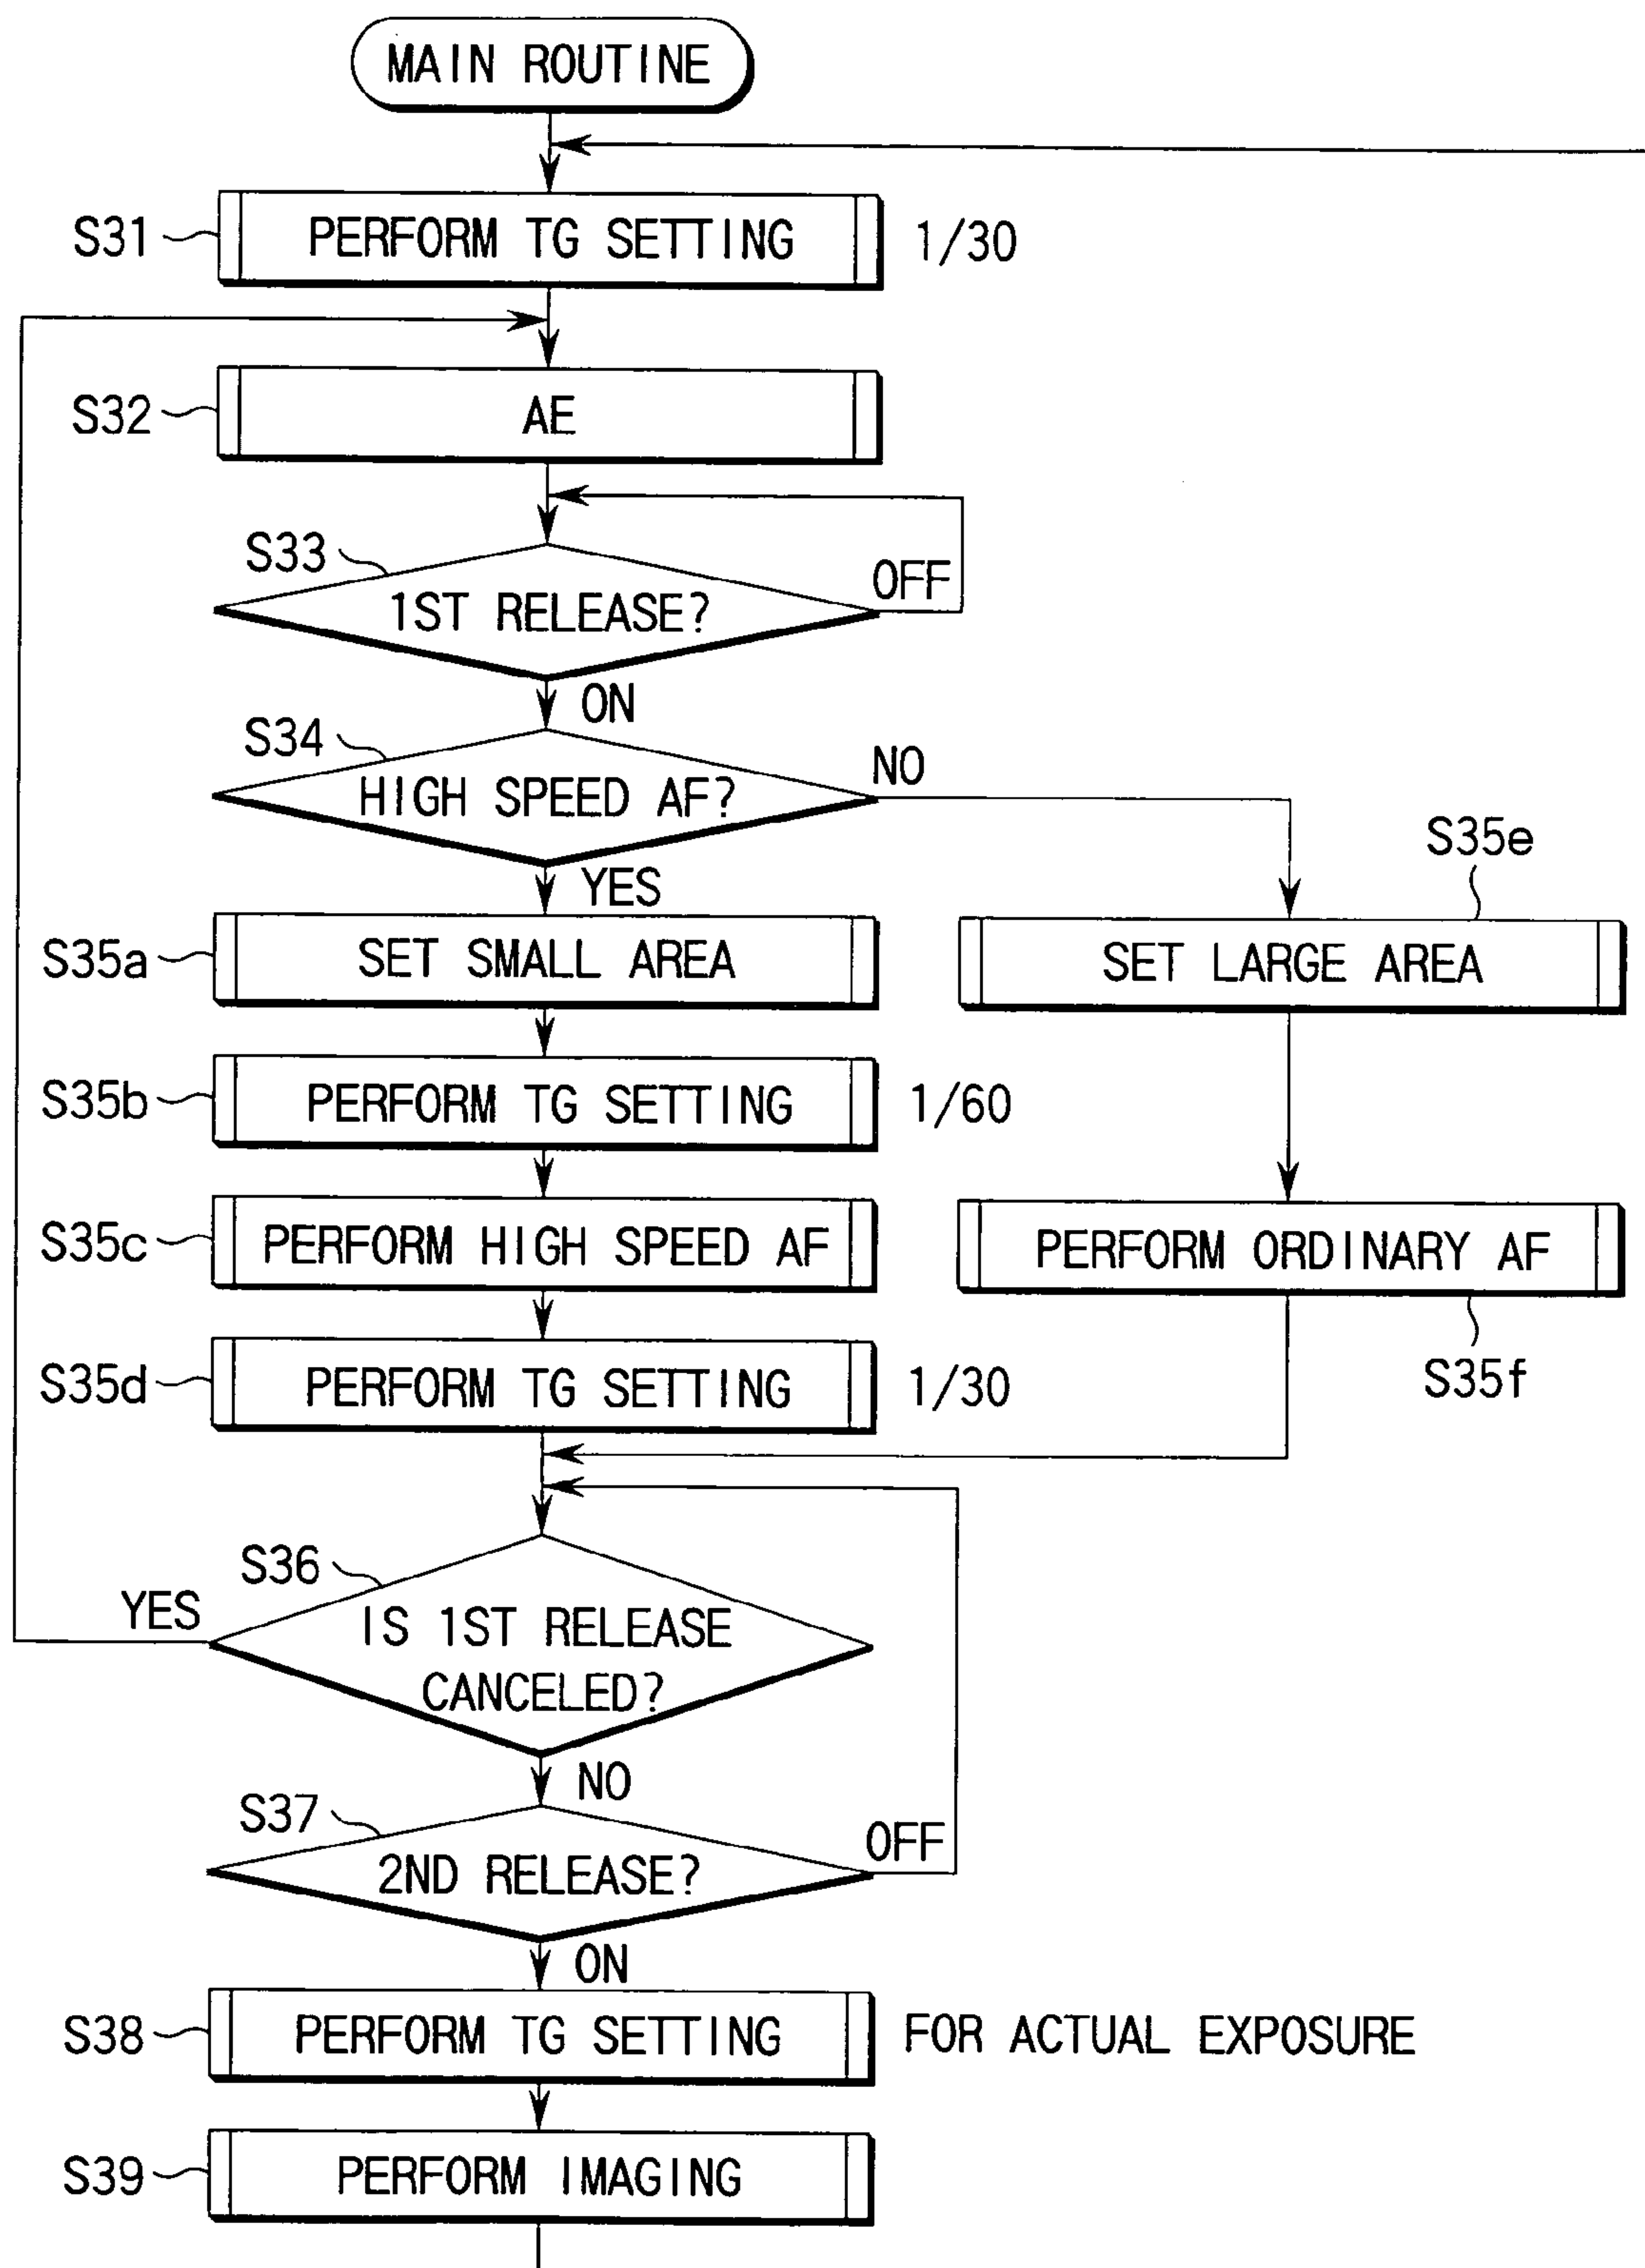 MAIN ROUTINE
S31
PERFORM TG SETTING
1/30
S32
AE
S33
1ST RELEASE?
OFF
ON
S34
HIGH SPEED AF?
NO
YES
S35a
SET SMALL AREA
S35e
SET LARGE AREA
S35b
PERFORM TG SETTING
1/60
S35c
PERFORM HIGH SPEED AF
PERFORM ORDINARY AF
S35f
S35d
PERFORM TG SETTING
1/30
S36
YES
IS 1ST RELEASE
CANCELED?
NO
S37
2ND RELEASE?
OFF
ON
S38
PERFORM TG SETTING
FOR ACTUAL EXPOSURE
S39
PERFORM IMAGING